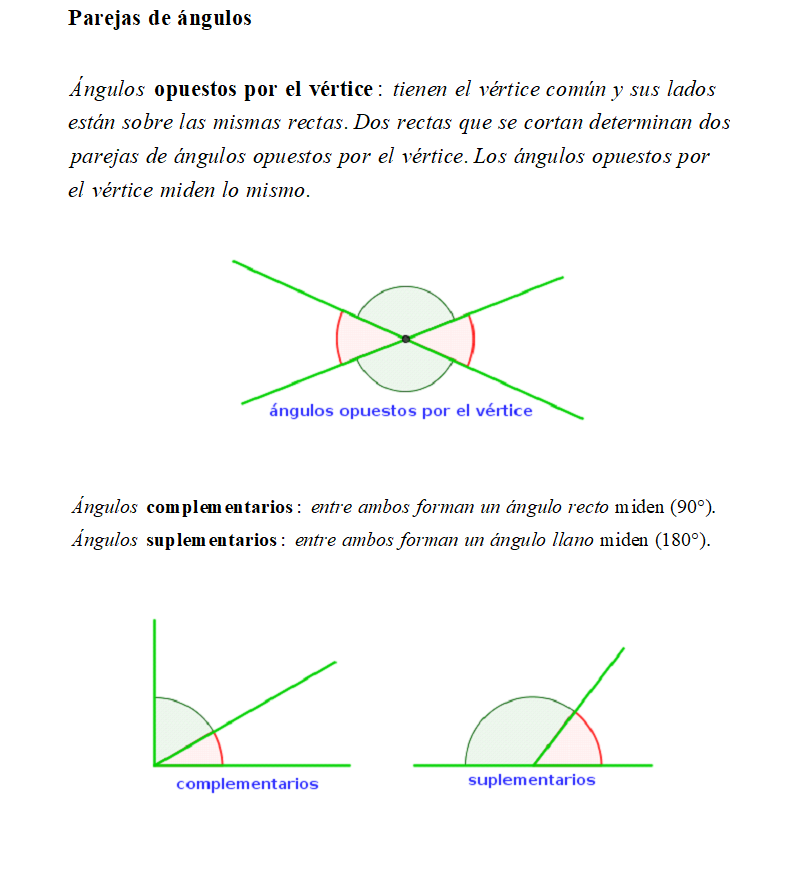 Parejas de ángulos
Ángulos opuestos por el vértice: tienen el vértice común y sus lados
están sobre las mismas rectas. Dos rectas que se cortan determinan dos
parejas de ángulos opuestos por el vértice. Los ángulos opuestos por
el vértice miden lo mismo.
ángulos opuestos por el vértice
Ángulos complementarios: entre ambos forman un ángulo recto miden (90°).
Ángulos suplementarios: entre ambos forman un ángulo llano miden (180°).
complementarios
suplementarios